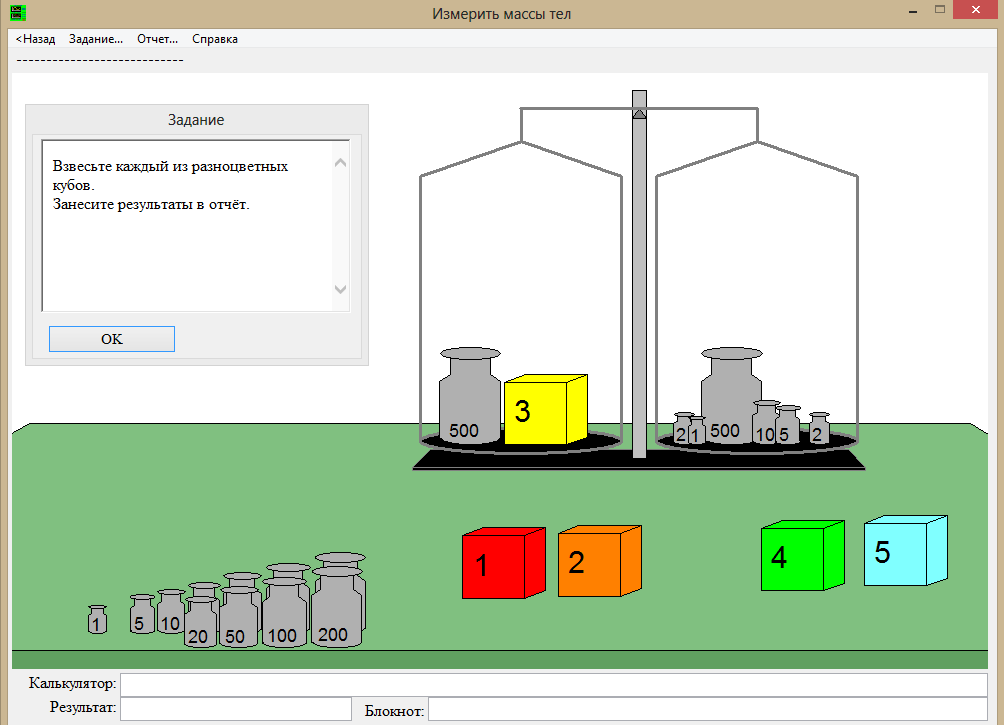 Измерить массы тел
<Назад Задание... Отчет... Справка
----------------------------
Задание
Взвесьте каждый из разноцветных
кубов.
Занесите результаты в отчёт.
OK
500 3
2 1 500 10 5 2
1 2 4 5
1 5 10 20 50 100 200
Калькулятор:
Результат: Блокнот: